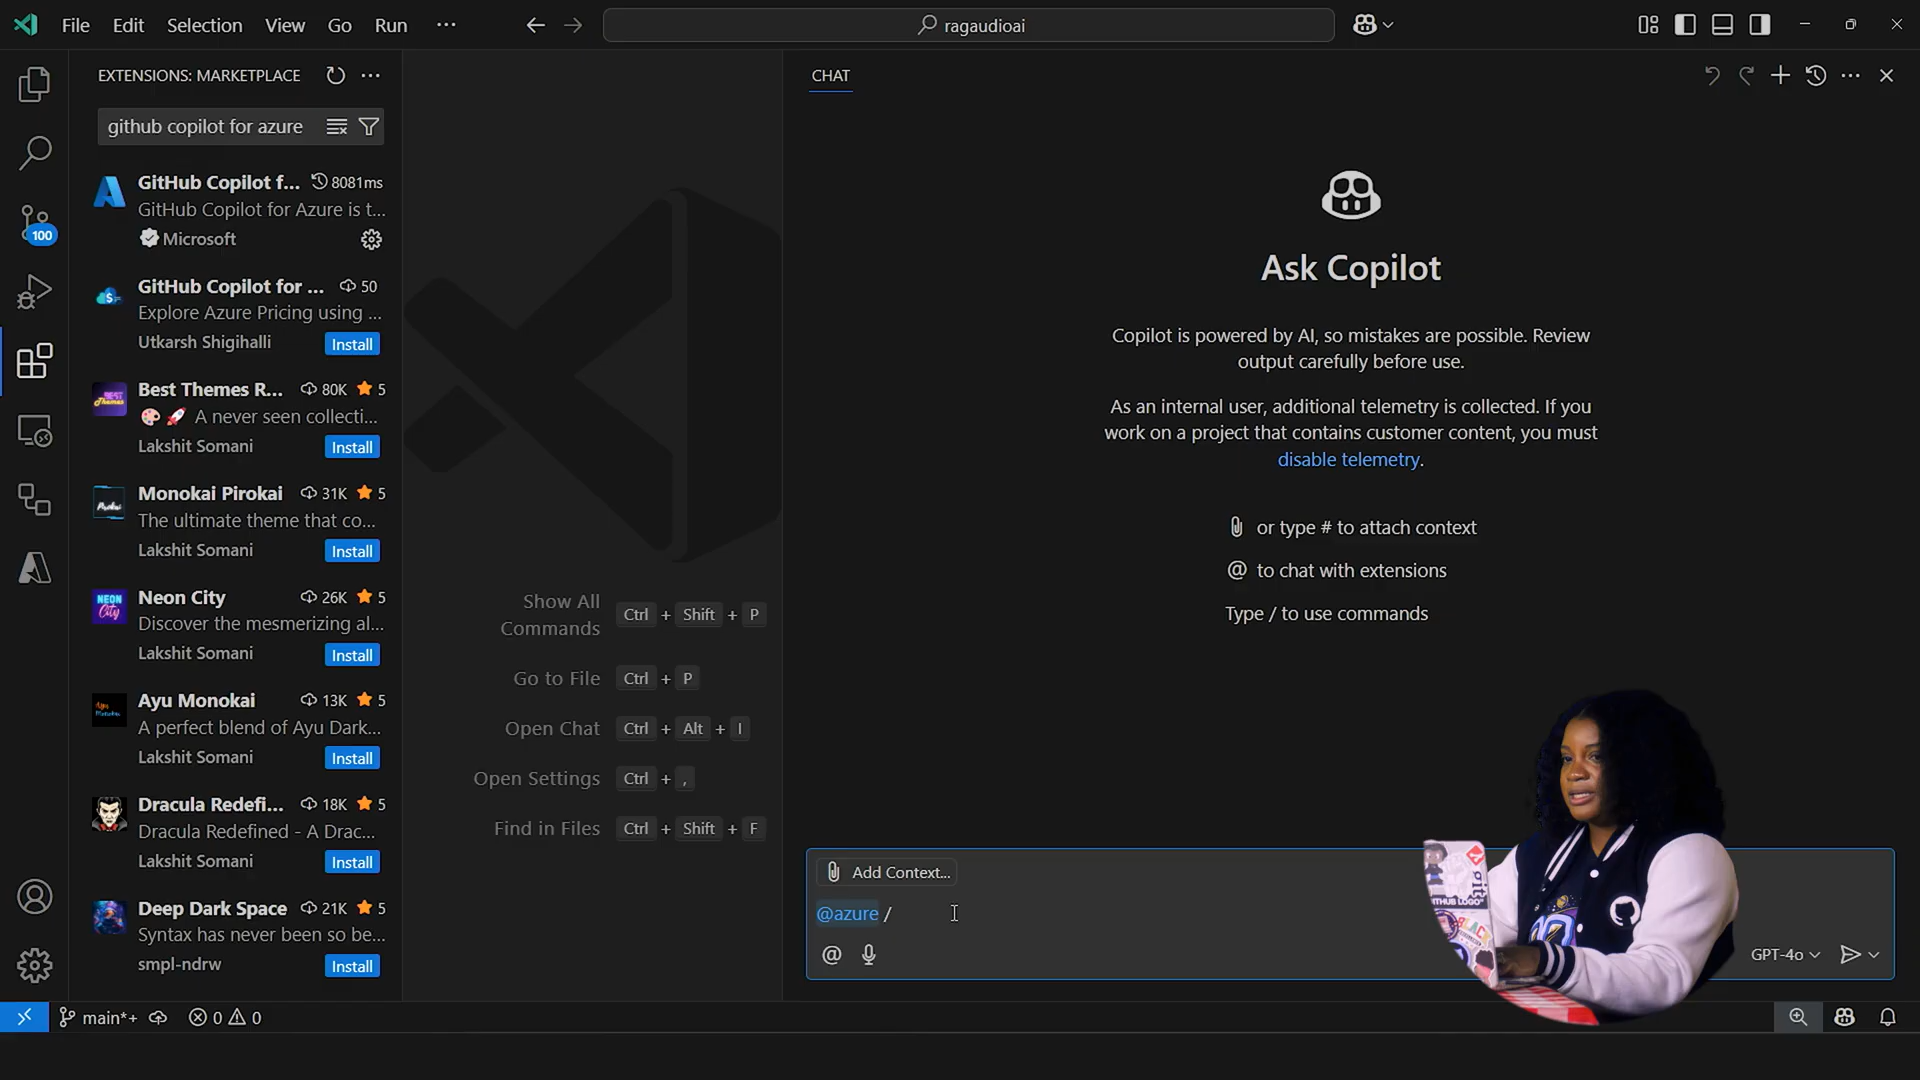 File Edit Selection View Go Run ...
ragaudioai
EXTENSIONS: MARKETPLACE
github copilot for azure
GitHub Copilot f... 8081ms
GitHub Copilot for Azure is t...
Microsoft
GitHub Copilot for ... 50
Explore Azure Pricing using ...
Utkarsh Shigihalli Install
Best Themes R... 80K 5
A never seen collecti...
Lakshit Somani Install
Monokai Pirokai 31K 5
The ultimate theme that co...
Lakshit Somani Install
Neon City 26K 5
Discover the mesmerizing al...
Lakshit Somani Install
Ayu Monokai 13K 5
A perfect blend of Ayu Dark...
Lakshit Somani Install
Dracula Redefi... 18K 5
Dracula Redefined - A Drac...
Lakshit Somani Install
Deep Dark Space 21K 5
Syntax has never been so be...
smpl-ndrw Install
100
NEON
City
Show All
Commands Ctrl + Shift + P
Go to File Ctrl + P
Open Chat Ctrl + Alt + I
Open Settings Ctrl + ,
Find in Files Ctrl + Shift + F
CHAT
Ask Copilot
Copilot is powered by AI, so mistakes are possible. Review
output carefully before use.
As an internal user, additional telemetry is collected. If you
work on a project that contains customer content, you must
disable telemetry.
or type # to attach context
@ to chat with extensions
Type / to use commands
Add Context...
@azure /
@
GPT-4o
git
main*+ 0 0